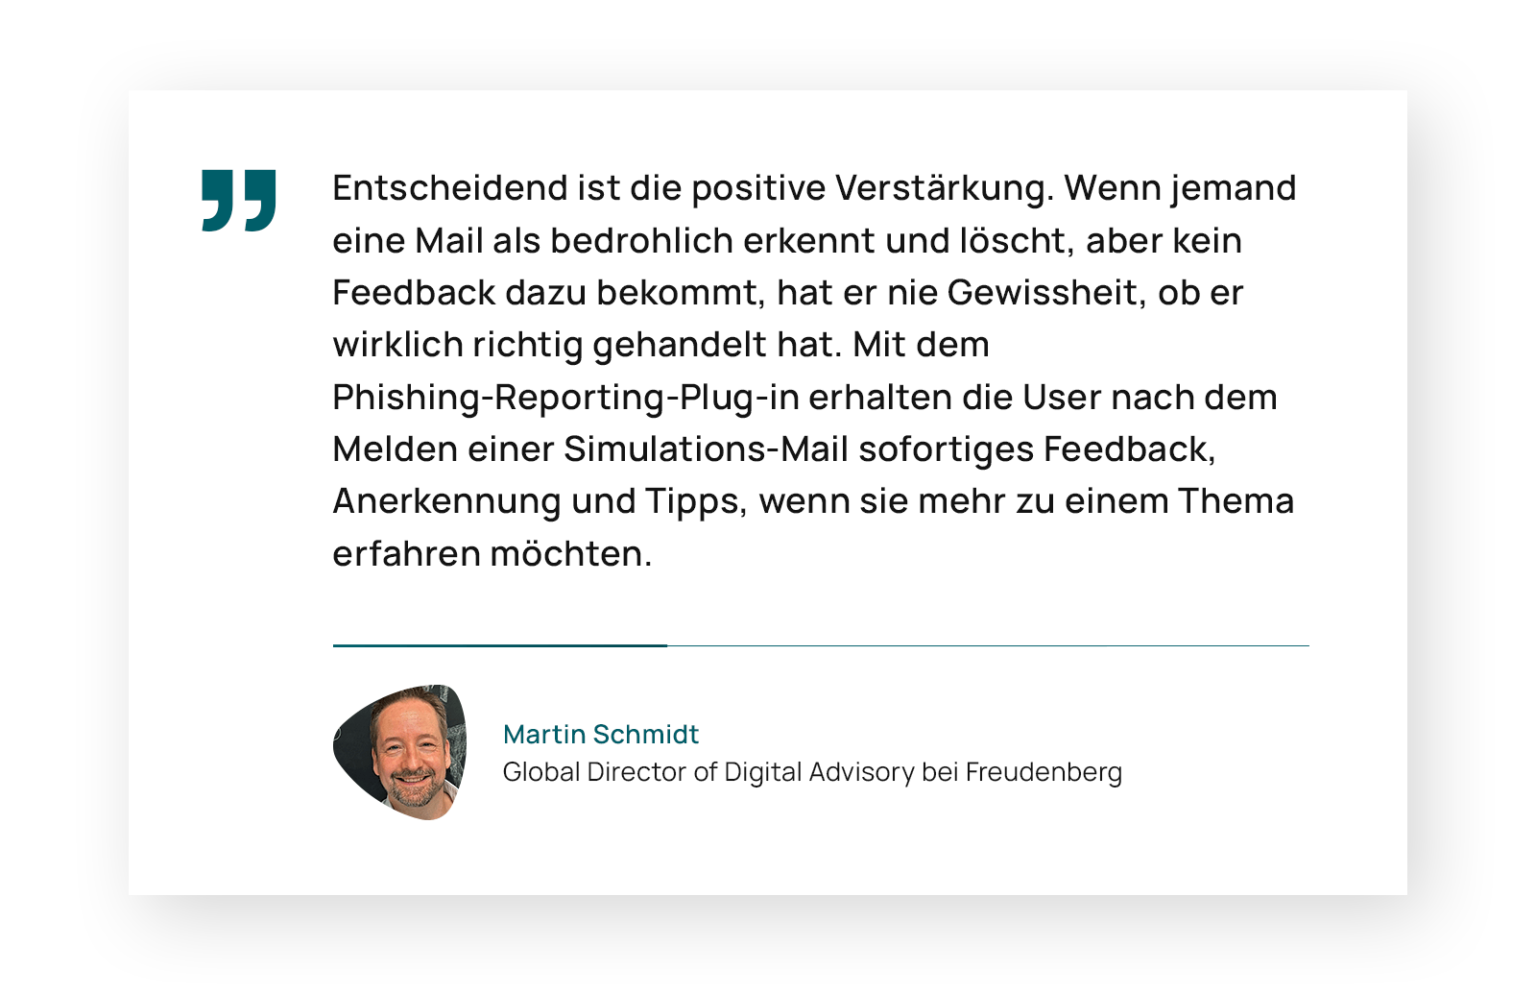 Entscheidend ist die positive Verstärkung. Wenn jemand
eine Mail als bedrohlich erkennt und löscht, aber kein
Feedback dazu bekommt, hat er nie Gewissheit, ob er
wirklich richtig gehandelt hat. Mit dem
Phishing-Reporting-Plug-in erhalten die User nach dem
Melden einer Simulations-Mail sofortiges Feedback,
Anerkennung und Tipps, wenn sie mehr zu einem Thema
erfahren möchten.
Martin Schmidt
Global Director of Digital Advisory bei Freudenberg